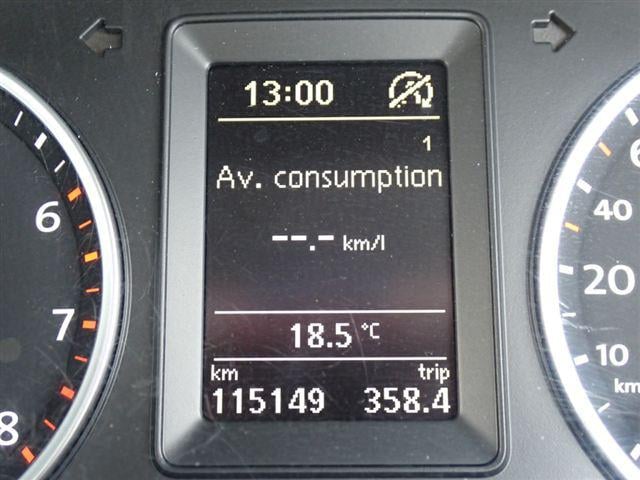 13:00
A
1
Av. consumption
--.- km/l
18.5 °C
km trip
115149 358.4
6
7
8
40
20
10
km